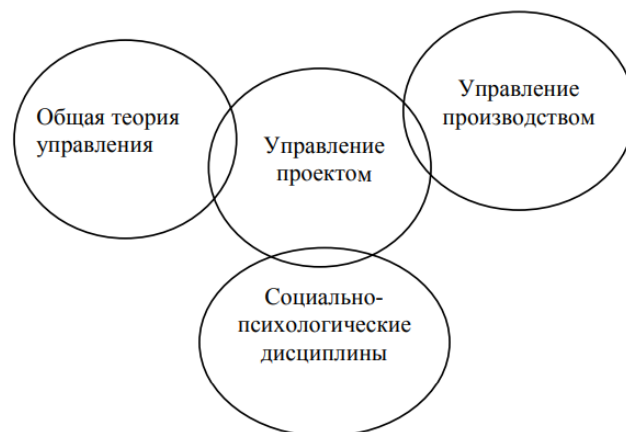 Общая теория
управления
Управление
проектом
Управление
производством
Социально-
психологические
дисциплины